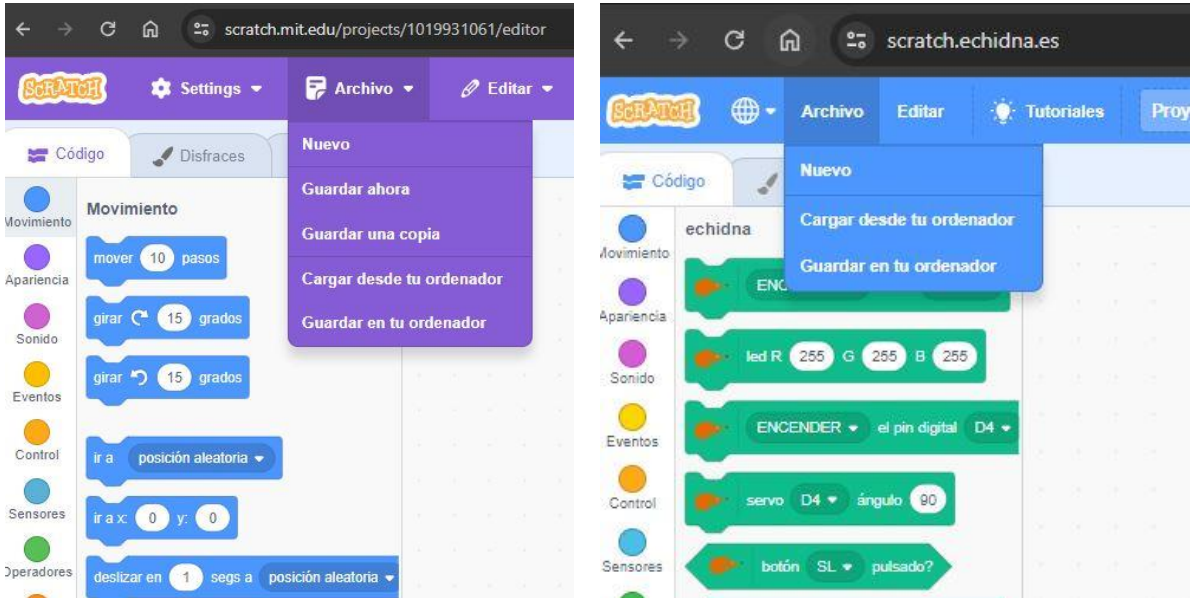 scratch.mit.edu/projects/1019931061/editor
SCRATCH Settings Archivo Editar
Código Disfraces
Nuevo
Guardar ahora
Guardar una copia
Cargar desde tu ordenador
Guardar en tu ordenador
Movimiento
Apariencia
Sonido
Eventos
Control
Sensores
Operadores
Movimiento
mover 10 pasos
girar 15 grados
girar 15 grados
ir a posición aleatoria
ir a x: 0 y: 0
deslizar en 1 segs a posición aleatoria
scratch.echidna.es
SCRATCH Archivo Editar Tutoriales Proy
Código
Nuevo
Cargar desde tu ordenador
Guardar en tu ordenador
Movimiento
Apariencia
Sonido
Eventos
Control
Sensores
echidna
ENC
led R 255 G 255 B 255
ENCENDER el pin digital D4
servo D4 ángulo 90
botón SL pulsado?